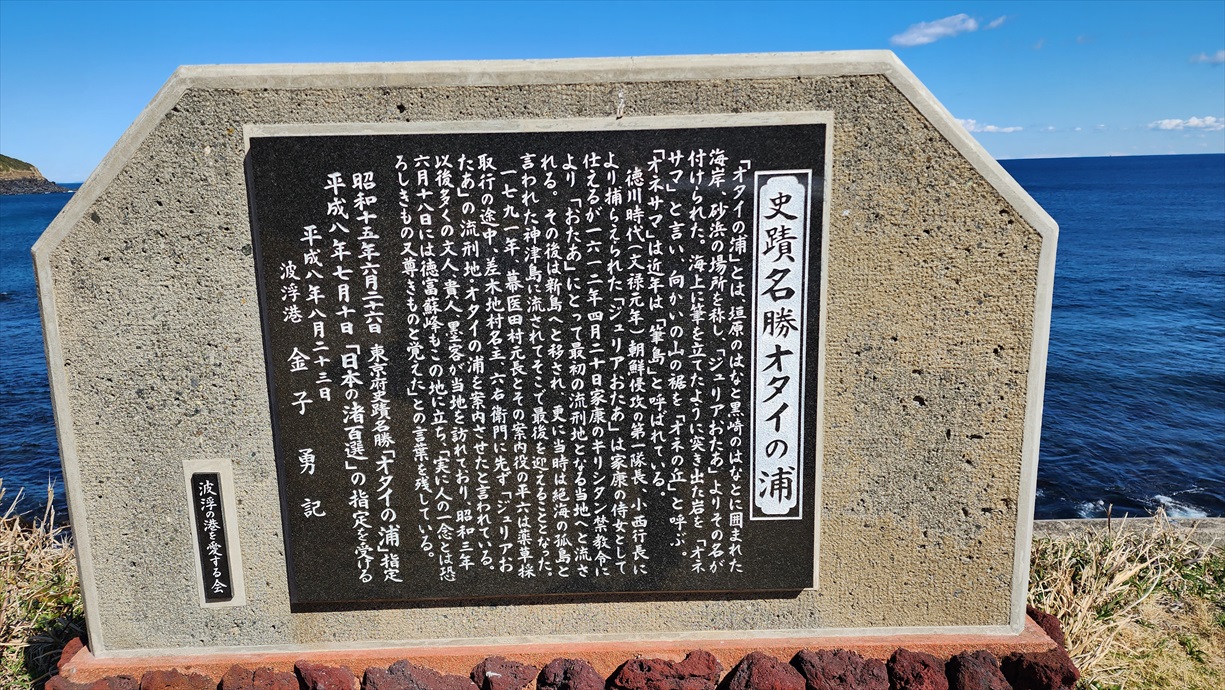 史蹟名勝オタイの浦
「オタイの浦」とは、垣原のはなと黒崎のはなとに囲まれた
海岸、砂浜の場所を称し、「ジュリアおたあ」よりその名が
付けられた。海上に筆を立てたように突き出た岩を、「オネ
サマ」と言い、向かいの山の裾を「オネの丘」と呼ぶ。
「オネサマ」は近年は「筆島」と呼ばれている。
徳川時代(文禄元年)朝鮮侵攻の第一隊長、小西行長に
より捕らえられた「ジュリアおたあ」は家康の侍女として
仕えるが一六一二年四月二十日家康のキリシタン禁教令に
より「おたあ」にとって最初の流刑地となる当地へと流さ
れる。その後は新島へと移され、更に当時は絶海の孤島と
言われた神津島に流されてそこで最後を迎えることとなった。
一七九一年、幕医田村元長とその案内役の平六は薬草採
取行の途中、差木地村名主、六右衛門に先ず「ジュリアお
たあ」の流刑地・オタイの浦を案内させたと言われている。
以後多くの文人・貴人、墨客が当地を訪れており、昭和三年
六月十八日には徳富蘇峰もこの地に立ち、「実に人の一念とは恐
ろしきもの又尊きものと覚えた」との言葉を残している。
昭和十五年六月二十六日 東京府史蹟名勝「オタイの浦」指定
平成八年七月十日「日本の渚百選」の指定を受ける
平成八年八月二十三日
波浮港 金子 勇 記
波浮の港を愛する会